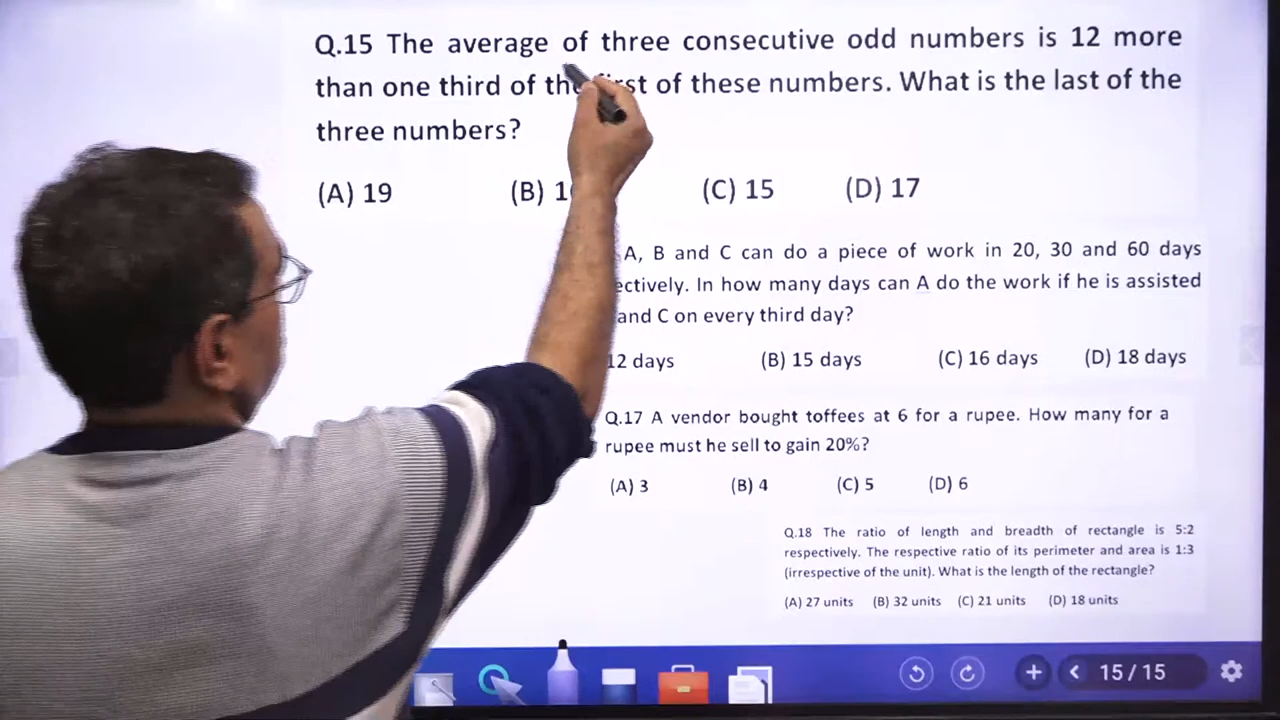 Q.15 The average of three consecutive odd numbers is 12 more
than one third of the first of these numbers. What is the last of the
three numbers?
(A) 19 (B) (C) 15 (D) 17
A, B and C can do a piece of work in 20, 30 and 60 days
ectively. In how many days can A do the work if he is assisted
and C on every third day?
12 days (B) 15 days (C) 16 days (D) 18 days
Q.17 A vendor bought toffees at 6 for a rupee. How many for a
rupee must he sell to gain 20%?
(A) 3 (B) 4 (C) 5 (D) 6
Q.18 The ratio of length and breadth of rectangle is 5:2
respectively. The respective ratio of its perimeter and area is 1:3
(irrespective of the unit). What is the length of the rectangle?
(A) 27 units (B) 32 units (C) 21 units (D) 18 units
15 / 15